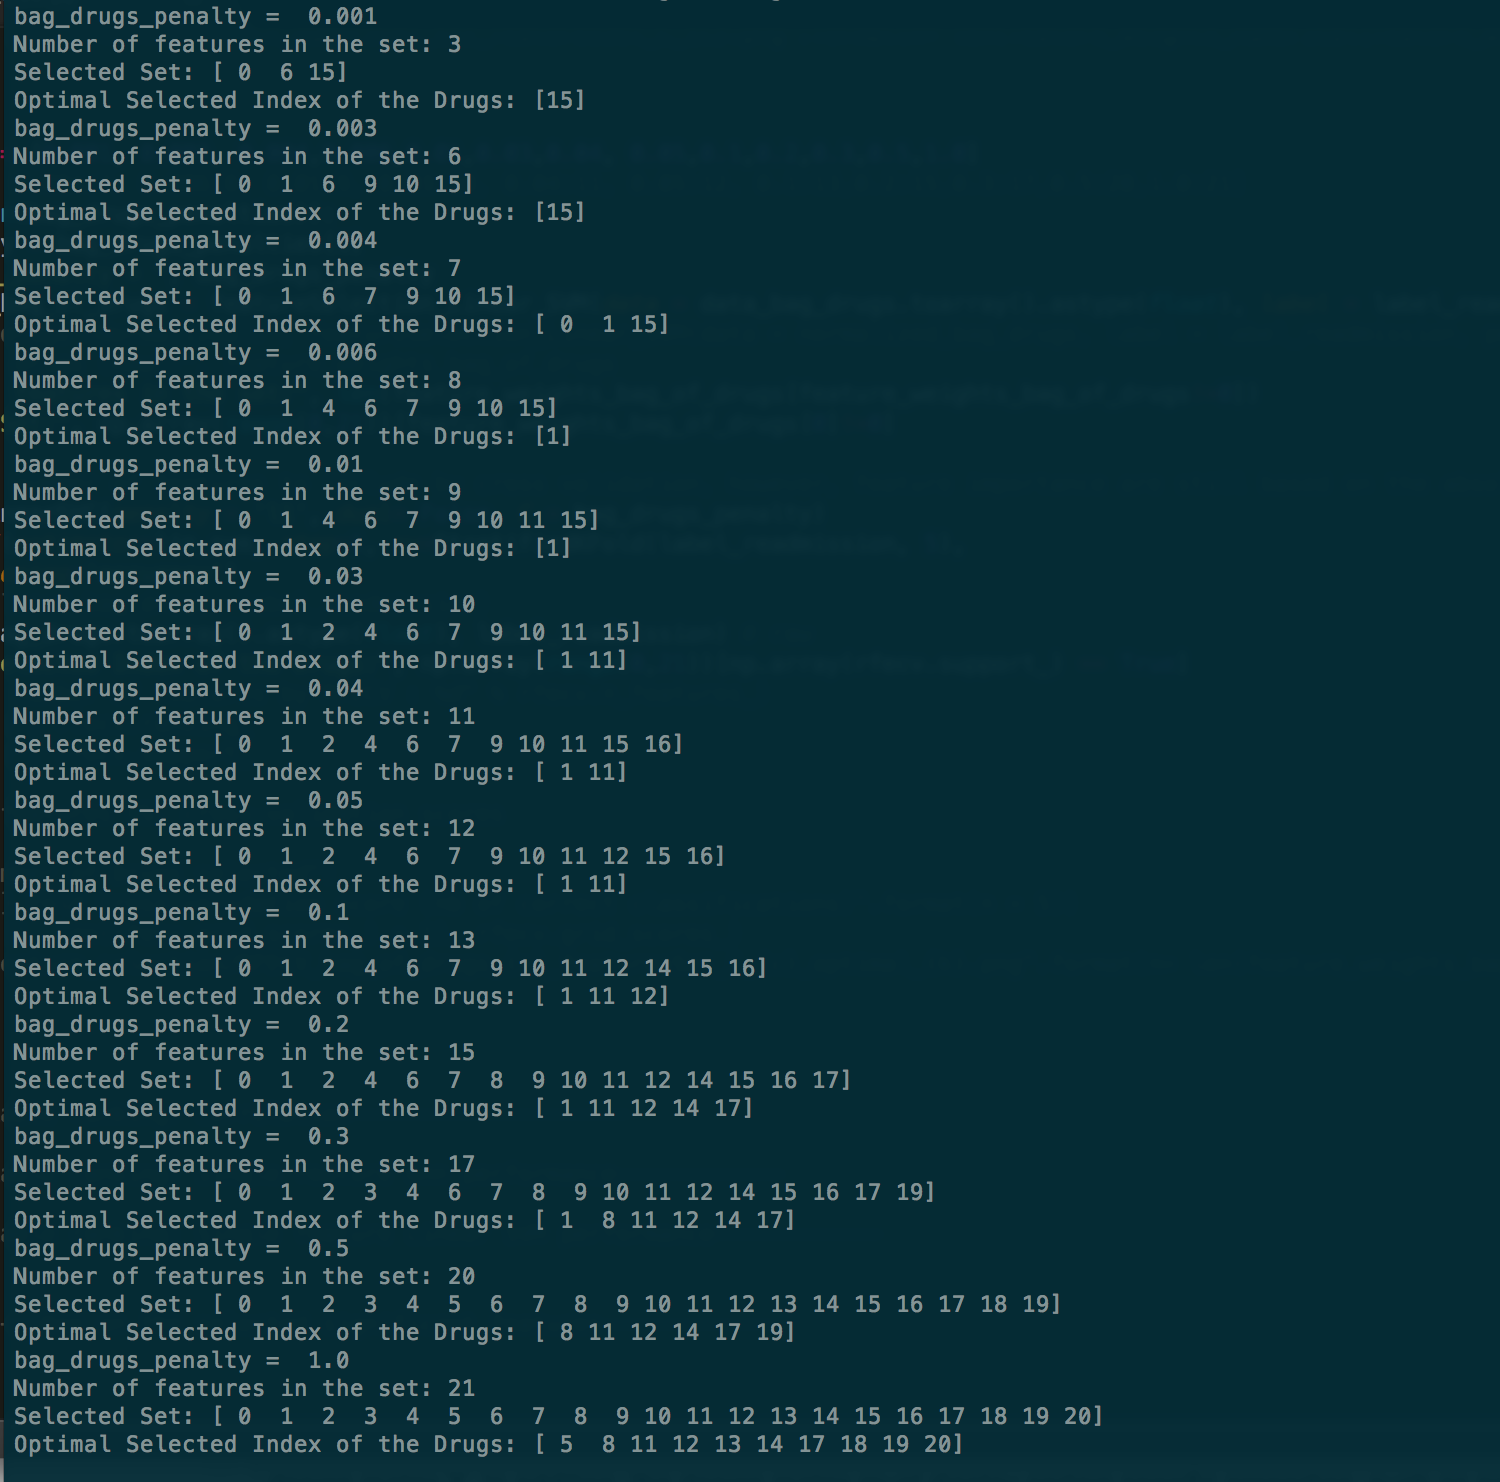 bag_drugs_penalty =  0.001
Number of features in the set: 3
Selected Set: [ 0  6 15]
Optimal Selected Index of the Drugs: [15]
bag_drugs_penalty =  0.003
Number of features in the set: 6
Selected Set: [ 0  1  6  9 10 15]
Optimal Selected Index of the Drugs: [15]
bag_drugs_penalty =  0.004
Number of features in the set: 7
Selected Set: [ 0  1  6  7  9 10 15]
Optimal Selected Index of the Drugs: [ 0  1 15]
bag_drugs_penalty =  0.006
Number of features in the set: 8
Selected Set: [ 0  1  4  6  7  9 10 15]
Optimal Selected Index of the Drugs: [1]
bag_drugs_penalty =  0.01
Number of features in the set: 9
Selected Set: [ 0  1  4  6  7  9 10 11 15]
Optimal Selected Index of the Drugs: [1]
bag_drugs_penalty =  0.03
Number of features in the set: 10
Selected Set: [ 0  1  2  4  6  7  9 10 11 15]
Optimal Selected Index of the Drugs: [ 1 11]
bag_drugs_penalty =  0.04
Number of features in the set: 11
Selected Set: [ 0  1  2  4  6  7  9 10 11 15 16]
Optimal Selected Index of the Drugs: [ 1 11]
bag_drugs_penalty =  0.05
Number of features in the set: 12
Selected Set: [ 0  1  2  4  6  7  9 10 11 12 15 16]
Optimal Selected Index of the Drugs: [ 1 11]
bag_drugs_penalty =  0.1
Number of features in the set: 13
Selected Set: [ 0  1  2  4  6  7  9 10 11 12 14 15 16]
Optimal Selected Index of the Drugs: [ 1 11 12]
bag_drugs_penalty =  0.2
Number of features in the set: 15
Selected Set: [ 0  1  2  4  6  7  8  9 10 11 12 14 15 16 17]
Optimal Selected Index of the Drugs: [ 1 11 12 14 17]
bag_drugs_penalty =  0.3
Number of features in the set: 17
Selected Set: [ 0  1  2  3  4  6  7  8  9 10 11 12 14 15 16 17 19]
Optimal Selected Index of the Drugs: [ 1  8 11 12 14 17]
bag_drugs_penalty =  0.5
Number of features in the set: 20
Selected Set: [ 0  1  2  3  4  5  6  7  8  9 10 11 12 13 14 15 16 17 18 19]
Optimal Selected Index of the Drugs: [ 8 11 12 14 17 19]
bag_drugs_penalty =  1.0
Number of features in the set: 21
Selected Set: [ 0  1  2  3  4  5  6  7  8  9 10 11 12 13 14 15 16 17 18 19 20]
Optimal Selected Index of the Drugs: [ 5  8 11 12 13 14 17 18 19 20]